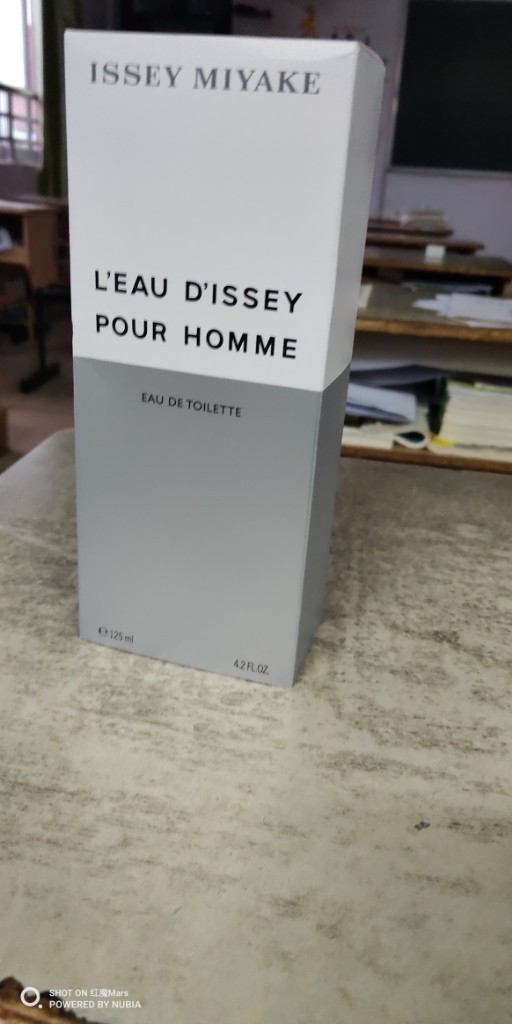 ISSEY MIYAKE
L'EAU D'ISSEY
POUR HOMME
EAU DE TOILETTE
℮ 125 ml
4.2 FL.OZ.
SHOT ON 红魔Mars
POWERED BY NUBIA